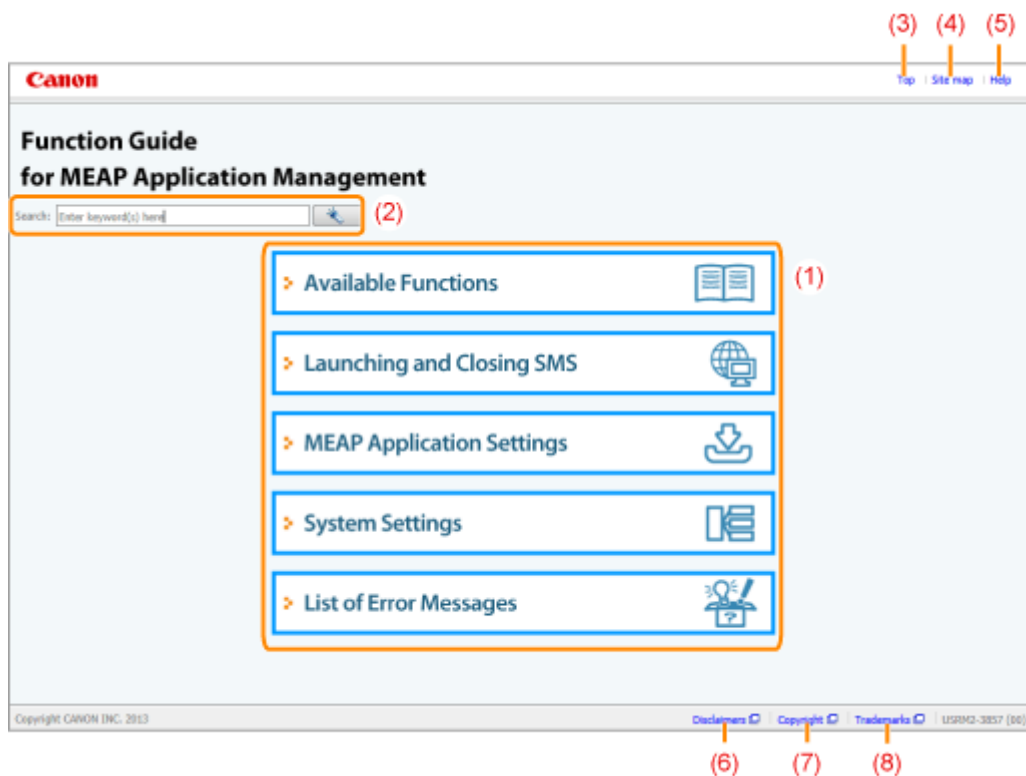 (3) (4) (5)
Canon
Top Site map Help
Function Guide
for MEAP Application Management
Search: Enter keyword(s) here (2)
(1)
Available Functions
Launching and Closing SMS
MEAP Application Settings
System Settings
List of Error Messages
?
Copyright CANON INC. 2013 Disclaimers Copyright Trademarks USRM2-3857 (00)
(6) (7) (8)